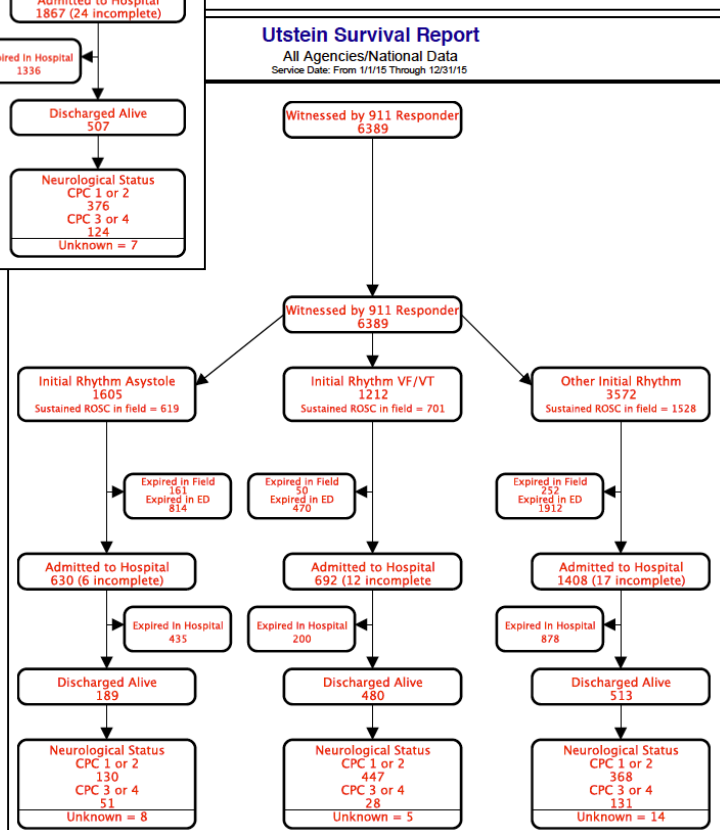 Admitted to Hospital
1867 (24 incomplete)
In Hospital
1336
Discharged Alive
507
Neurological Status
CPC 1 or 2
376
CPC 3 or 4
124
Unknown = 7
Utstein Survival Report
All Agencies/National Data
Service Date: From 1/1/15 Through 12/31/15
Witnessed by 911 Responder
6389
Witnessed by 911 Responder
6389
Initial Rhythm Asystole
1605
Sustained ROSC in field = 619
Initial Rhythm VF/VT
1212
Sustained ROSC in field = 701
Other Initial Rhythm
3572
Sustained ROSC in field = 1528
Expired in Field
161
Expired in ED
814
Expired in Field
50
Expired in ED
470
Expired in Field
252
Expired in ED
1912
Admitted to Hospital
630 (6 incomplete)
Admitted to Hospital
692 (12 incomplete
Admitted to Hospital
1408 (17 incomplete)
Expired In Hospital
435
Expired In Hospital
200
Expired In Hospital
878
Discharged Alive
189
Discharged Alive
480
Discharged Alive
513
Neurological Status
CPC 1 or 2
130
CPC 3 or 4
51
Unknown = 8
Neurological Status
CPC 1 or 2
447
CPC 3 or 4
28
Unknown = 5
Neurological Status
CPC 1 or 2
368
CPC 3 or 4
131
Unknown = 14